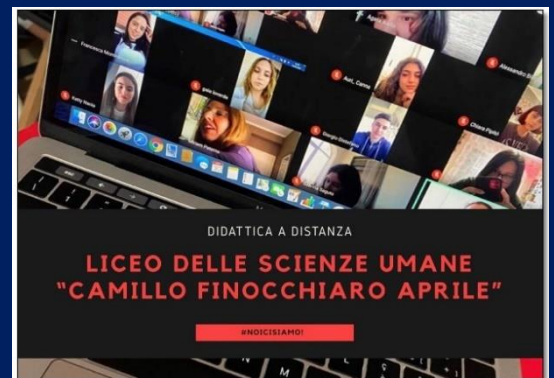 DIDATTICA A DISTANZA
LICEO DELLE SCIENZE UMANE
"CAMILLO FINOCCHIARO APRILE"
#NOICISIAMO!